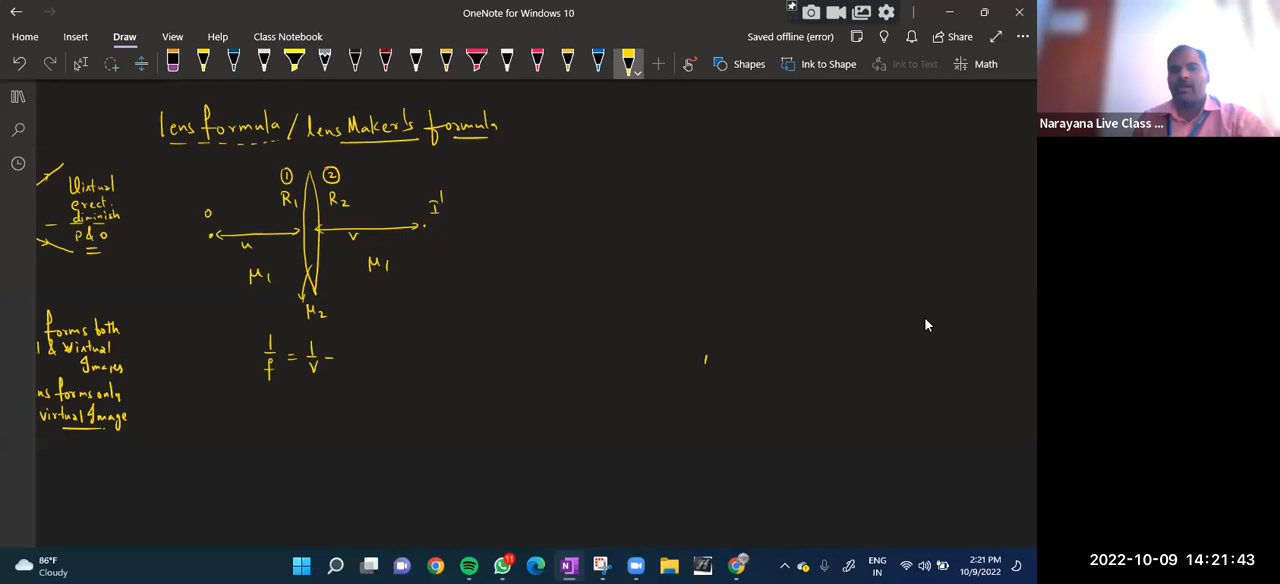 OneNote for Windows 10
Home Insert Draw View Help Class Notebook
Saved offline (error) Share
Shapes Ink to Shape Ink to Text Math
Narayana Live Class ...
lens formula / lens Maker's formula
Virtual
erect.
diminish
P & O
① ②
R1 R2
O I'
u v
μ1 μ1
μ2
1/f = 1/v -
forms both
& Virtual
Images
forms only
virtual Image
86°F
Cloudy
11
ENG
IN
2:21 PM
10/9/2022
2022-10-09 14:21:43